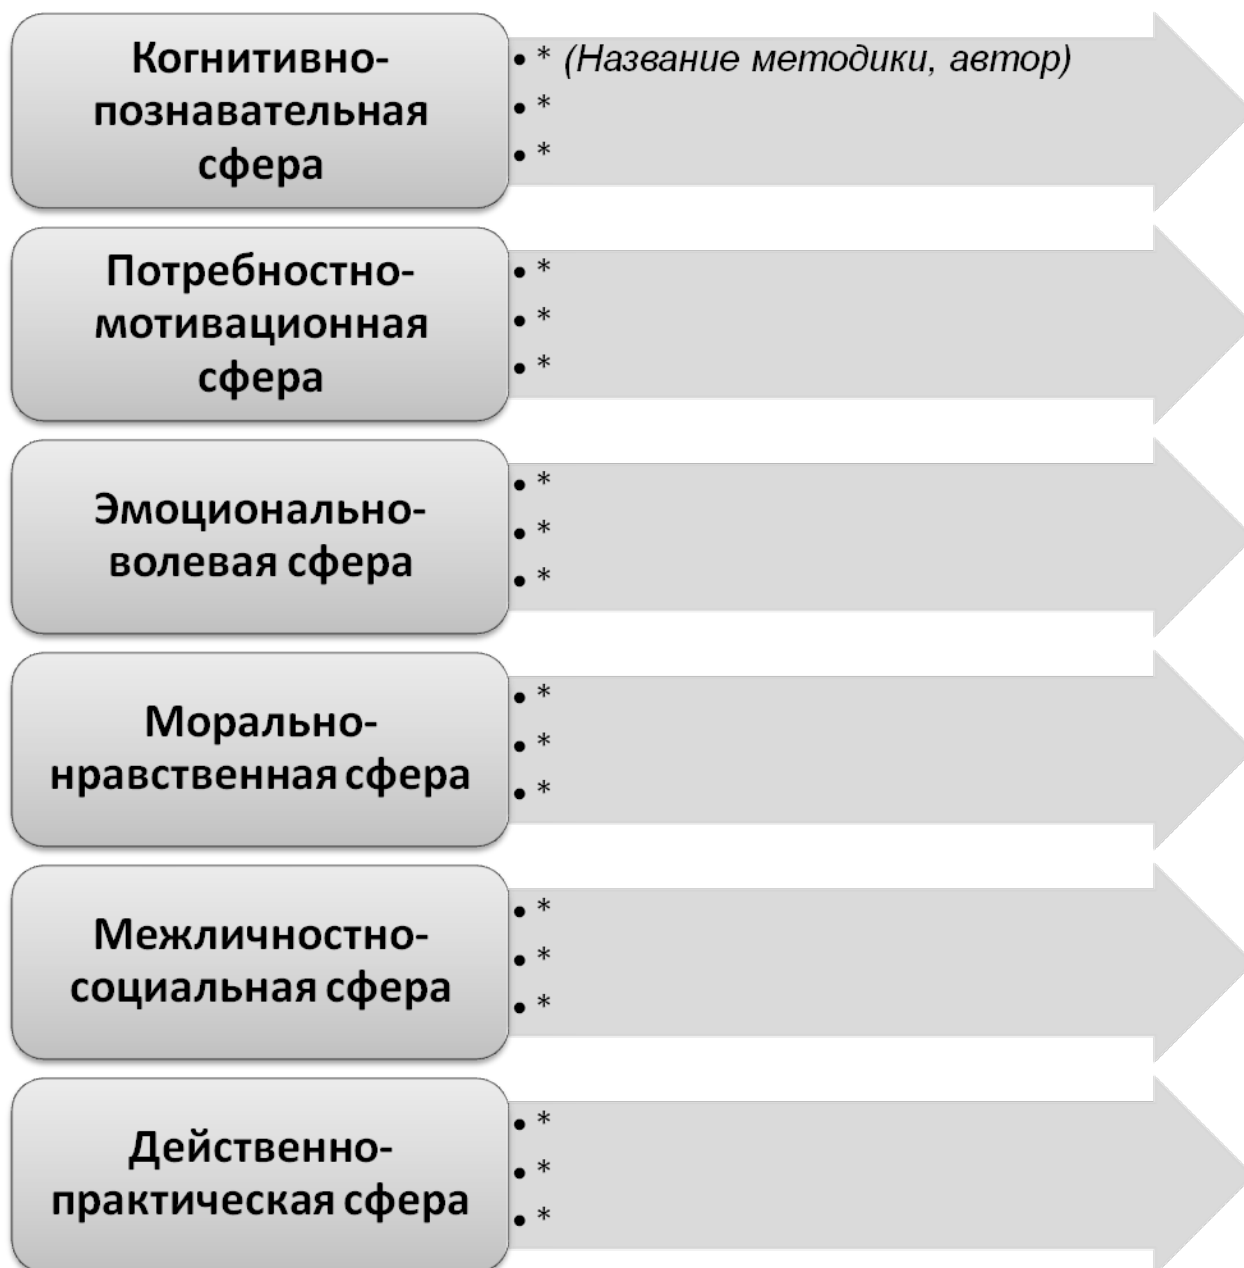 Когнитивно-
познавательная
сфера
• * (Название методики, автор)
• *
• *
Потребностно-
мотивационная
сфера
• *
• *
• *
Эмоционально-
волевая сфера
• *
• *
• *
Морально-
нравственная сфера
• *
• *
• *
Межличностно-
социальная сфера
• *
• *
• *
Действенно-
практическая сфера
• *
• *
• *